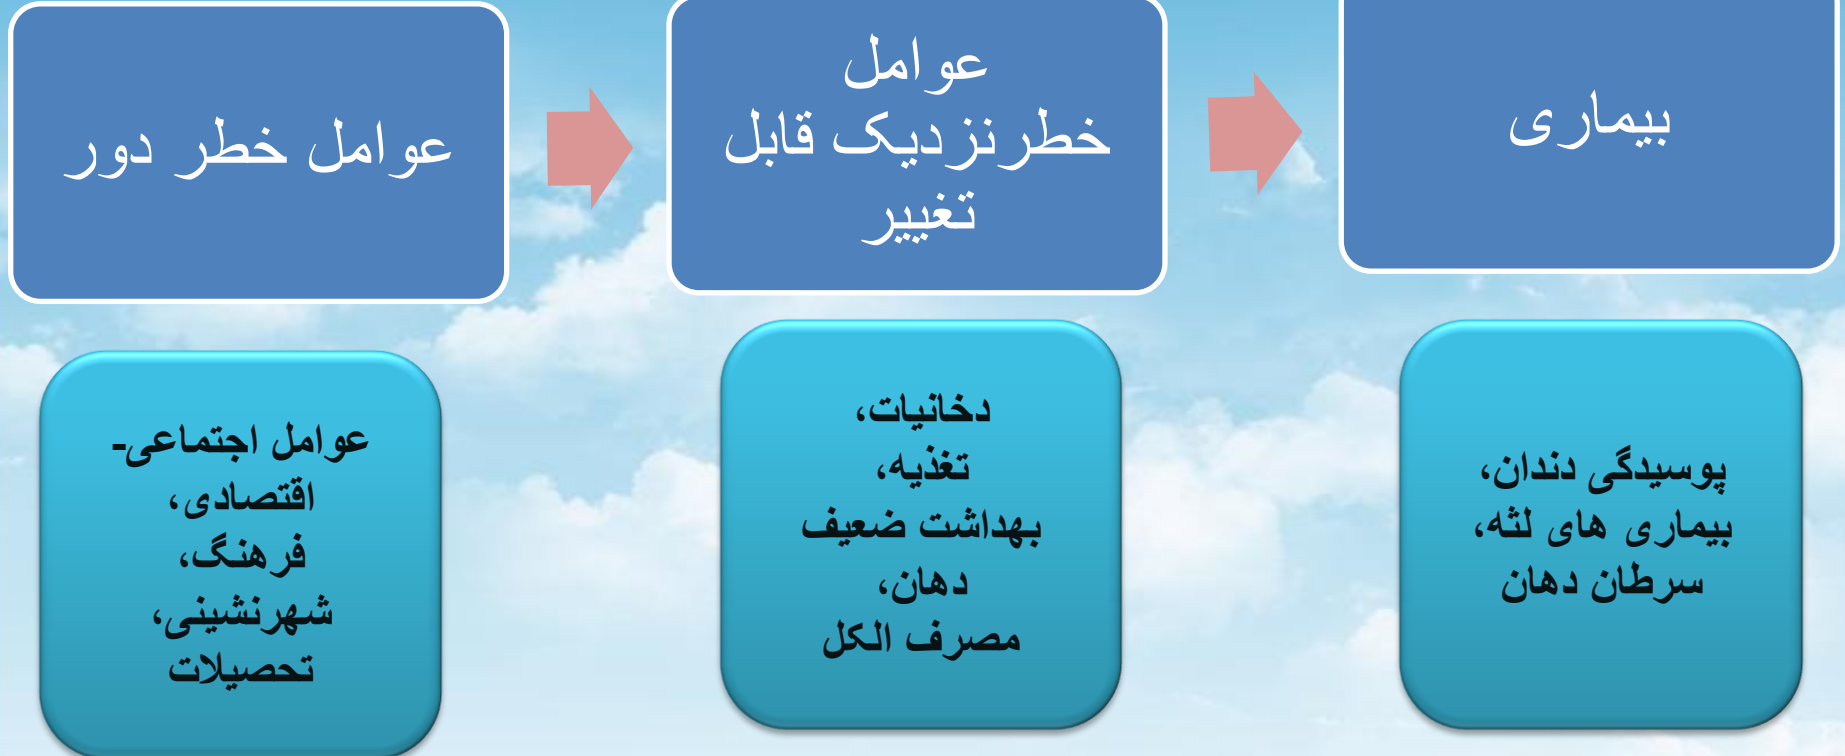 عوامل خطر دور
عوامل
خطرنزدیک قابل
تغییر
بیماری
عوامل اجتماعی-
اقتصادی،
فرهنگ،
شهرنشینی،
تحصیلات
دخانیات،
تغذیه،
بهداشت ضعیف
دهان،
مصرف الکل
پوسیدگی دندان،
بیماری های لثه،
سرطان دهان